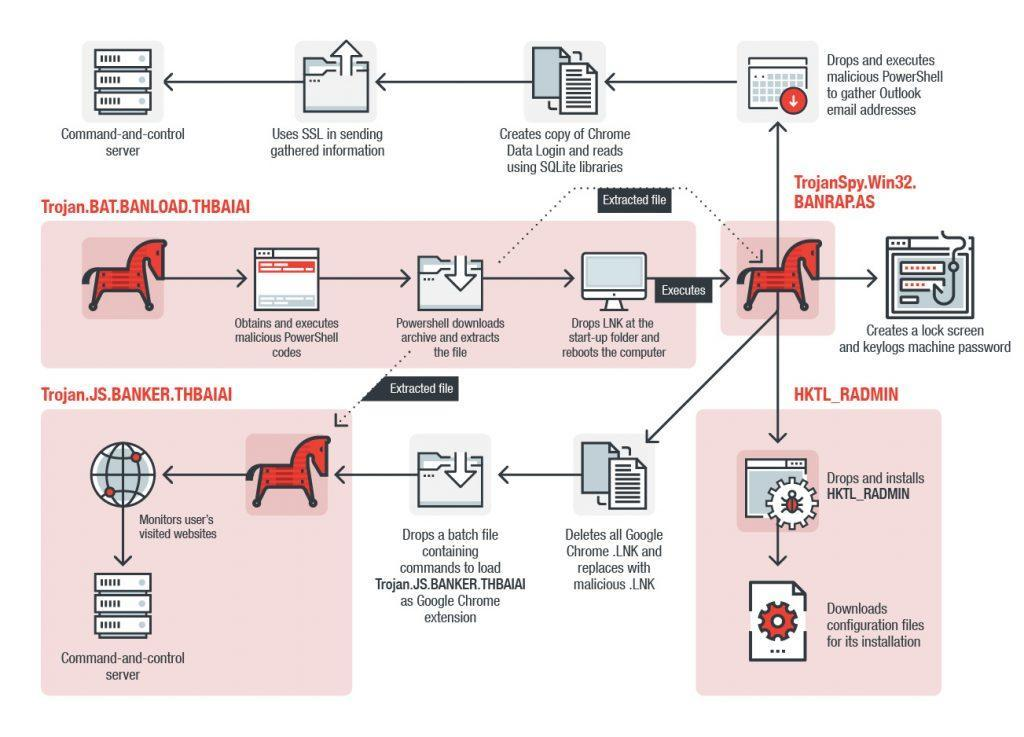 Drops and executes
malicious PowerShell
to gather Outlook
email addresses
Creates copy of Chrome
Data Login and reads
using SQLite libraries
Uses SSL in sending
gathered information
Command-and-control
server
Trojan.BAT.BANLOAD.THBAIAI
Extracted file
TrojanSpy.Win32.
BANRAP.AS
Obtains and executes
malicious PowerShell
codes
Powershell downloads
archive and extracts
the file
Drops LNK at the
start-up folder and
reboots the computer
Executes
Creates a lock screen
and keylogs machine password
Extracted file
Trojan.JS.BANKER.THBAIAI
HKTL_RADMIN
Monitors user's
visited websites
Command-and-control
server
Drops a batch file
containing
commands to load
Trojan.JS.BANKER.THBAIAI
as Google Chrome
extension
Deletes all Google
Chrome .LNK and
replaces with
malicious .LNK
Drops and installs
HKTL_RADMIN
Downloads
configuration files
for its installation